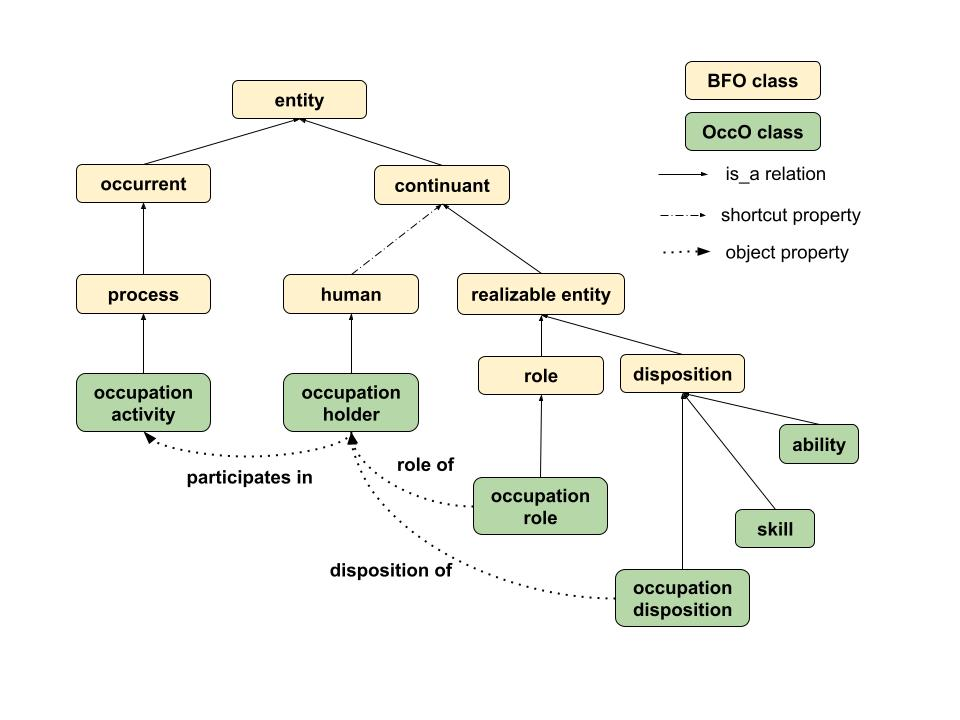 BFO class
entity
OccO class
is_a relation
occurrent
continuant
shortcut property
object property
process
human
realizable entity
role
disposition
occupation
activity
occupation
holder
ability
role of
participates in
occupation
role
skill
disposition of
occupation
disposition